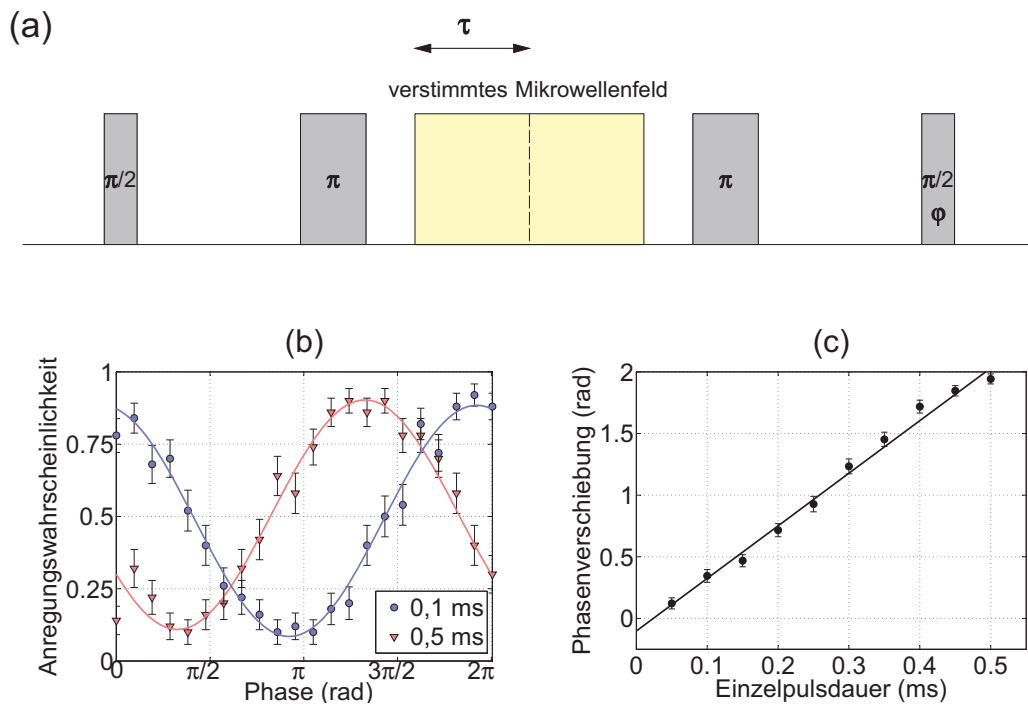 (a)
τ
verstimmtes Mikrowellenfeld
π/2
π
π
π/2
φ
(b)
Anregungswahrscheinlichkeit
1
0.75
0.5
0.25
0
0
π/2
π
3π/2
2π
Phase (rad)
0,1 ms
0,5 ms
(c)
Phasenverschiebung (rad)
2
1.5
1
0.5
0
0
0.1
0.2
0.3
0.4
0.5
Einzelpulsdauer (ms)